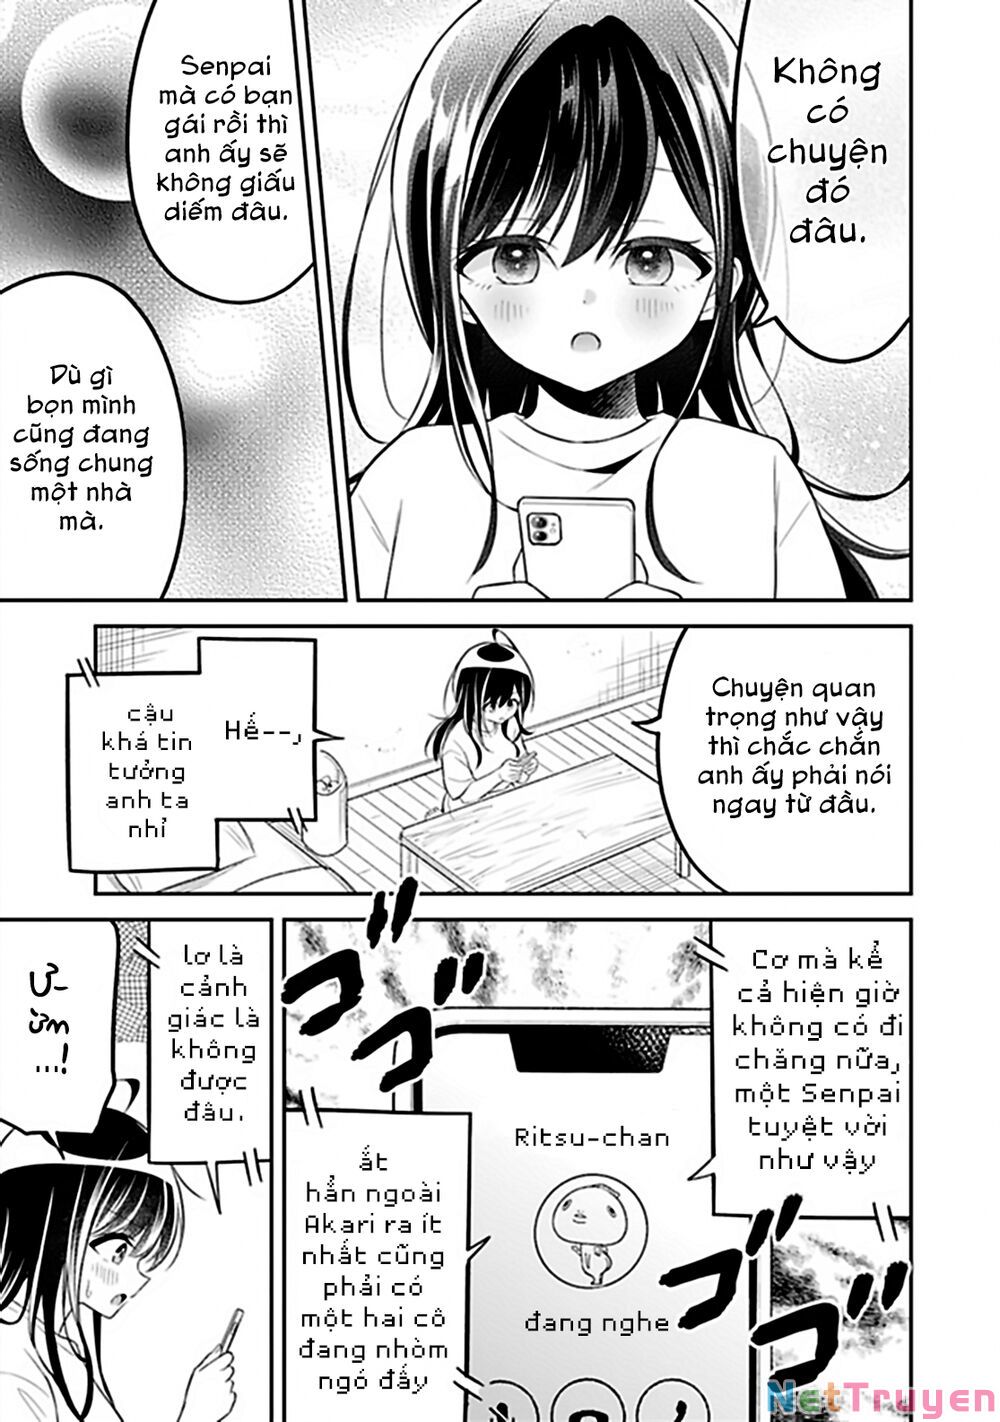 Không
có
chuyện
đó
đâu.
Senpai
mà có bạn
gái rồi thì
anh ấy sẽ
không giấu
diếm đâu.
Dù gì
bọn mình
cũng đang
sống chung
một nhà
mà.
Chuyện quan
trọng như vậy
thì chắc chắn
anh ấy phải nói
ngay từ đầu.
Hể--,
cậu
khá tin
tưởng
anh ta
nhỉ
Cơ mà kể
cả hiện giờ
không có đi
chăng nữa,
một Senpai
tuyệt vời
như vậy
ゴゴゴゴ
Ritsu-chan
đang nghe
ắt
hẳn ngoài
Akari ra ít
nhất cũng
phải có
một hai cô
đang nhòm
ngó đấy
lơ là
cảnh
giác là
không
được
đâu.
Ư-
ừm
...!
NetTruyen